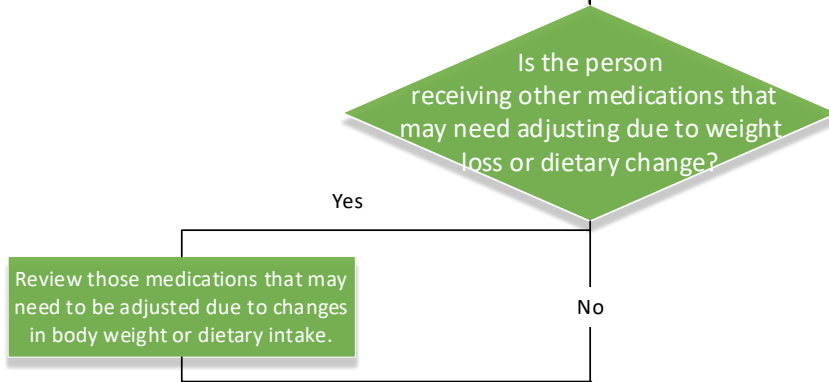 Is the person
receiving other medications that
may need adjusting due to weight
loss or dietary change?
Yes
Review those medications that may
need to be adjusted due to changes
in body weight or dietary intake.
No